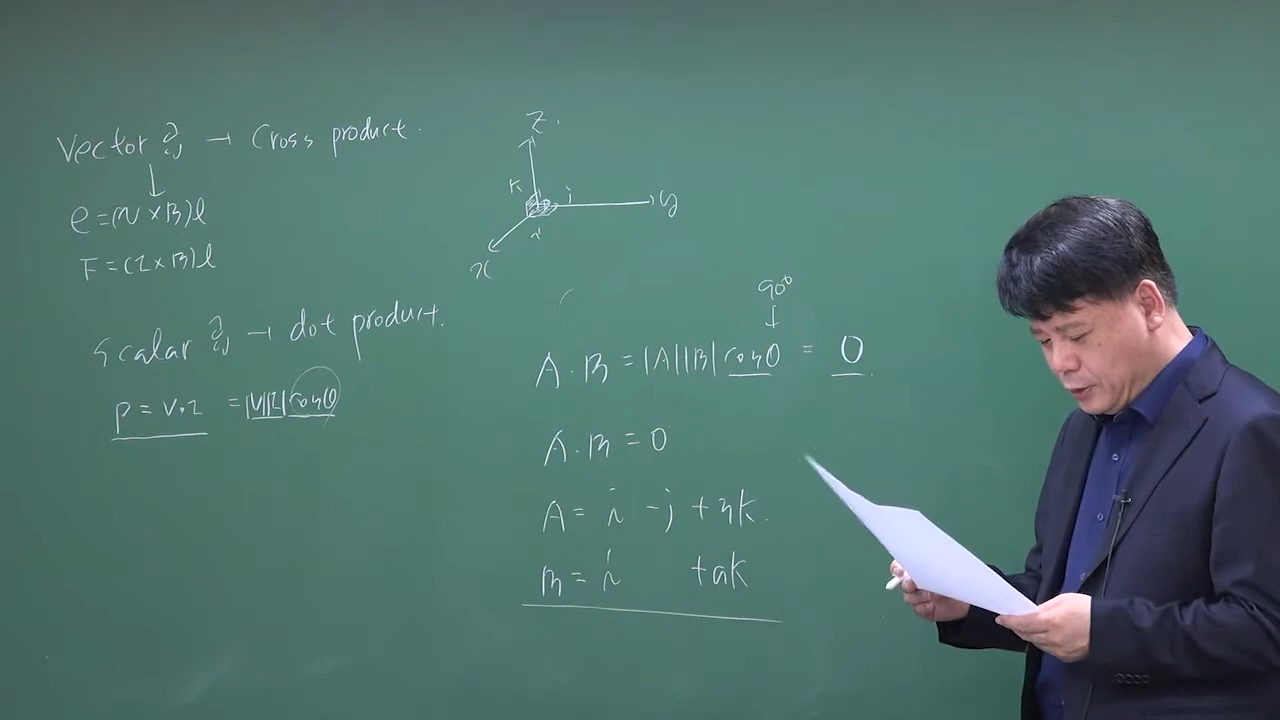 Vector 곱 → Cross product.
e = (v × B)l
F = (I × B)l
Scalar 곱 → dot product.
P = V · I = |V||I| cosθ
z
k
j
y
i
x
90°
A · B = |A||B| cosθ = 0
A · B = 0
A = i - j + 3k.
B = i + ak